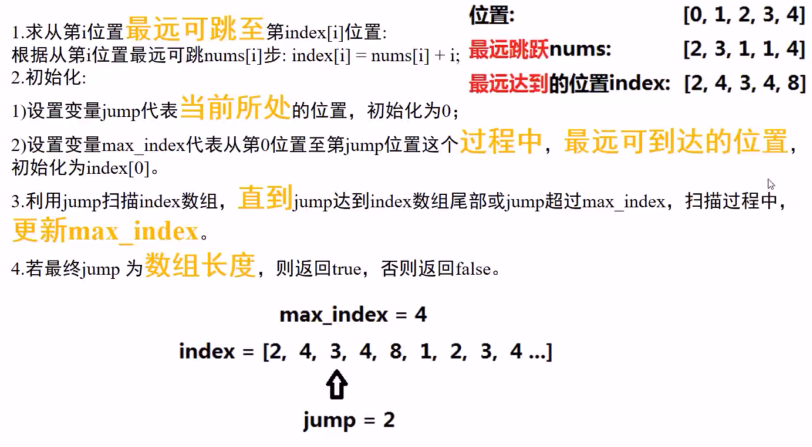 1.求从第i位置最远可跳至第index[i]位置:
根据从第i位置最远可跳nums[i]步: index[i] = nums[i] + i;
2.初始化:
1)设置变量jump代表当前所处的位置，初始化为0；
2)设置变量max_index代表从第0位置至第jump位置这个过程中，最远可到达的位置，
初始化为index[0]。
3.利用jump扫描index数组，直到jump达到index数组尾部或jump超过max_index，扫描过程中，
更新max_index。
4.若最终jump 为数组长度，则返回true，否则返回false。
位置: [0, 1, 2, 3, 4]
最远跳跃nums: [2, 3, 1, 1, 4]
最远达到的位置index: [2, 4, 3, 4, 8]
max_index = 4
index = [2, 4, 3, 4, 8, 1, 2, 3, 4 ...]
jump = 2